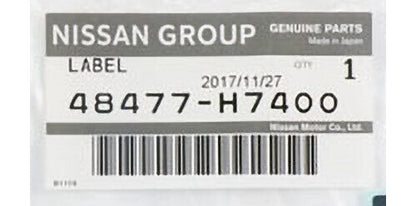 NISSAN GROUP
GENUINE PARTS
Made in Japan
LABEL
QTY
1
2017/11/27
48477-H7400
Nissan Motor Co., Ltd.